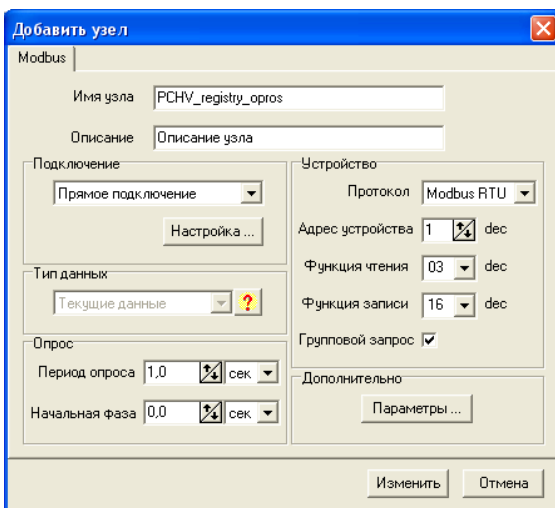 Добавить узел
Modbus
Имя узла PCHV_registry_opros
Описание Описание узла
Подключение
Прямое подключение
Настройка ...
Тип данных
Текущие данные ?
Опрос
Период опроса 1,0 сек
Начальная фаза 0,0 сек
Устройство
Протокол Modbus RTU
Адрес устройства 1 dec
Функция чтения 03 dec
Функция записи 16 dec
Групповой запрос
Дополнительно
Параметры ...
Изменить Отмена